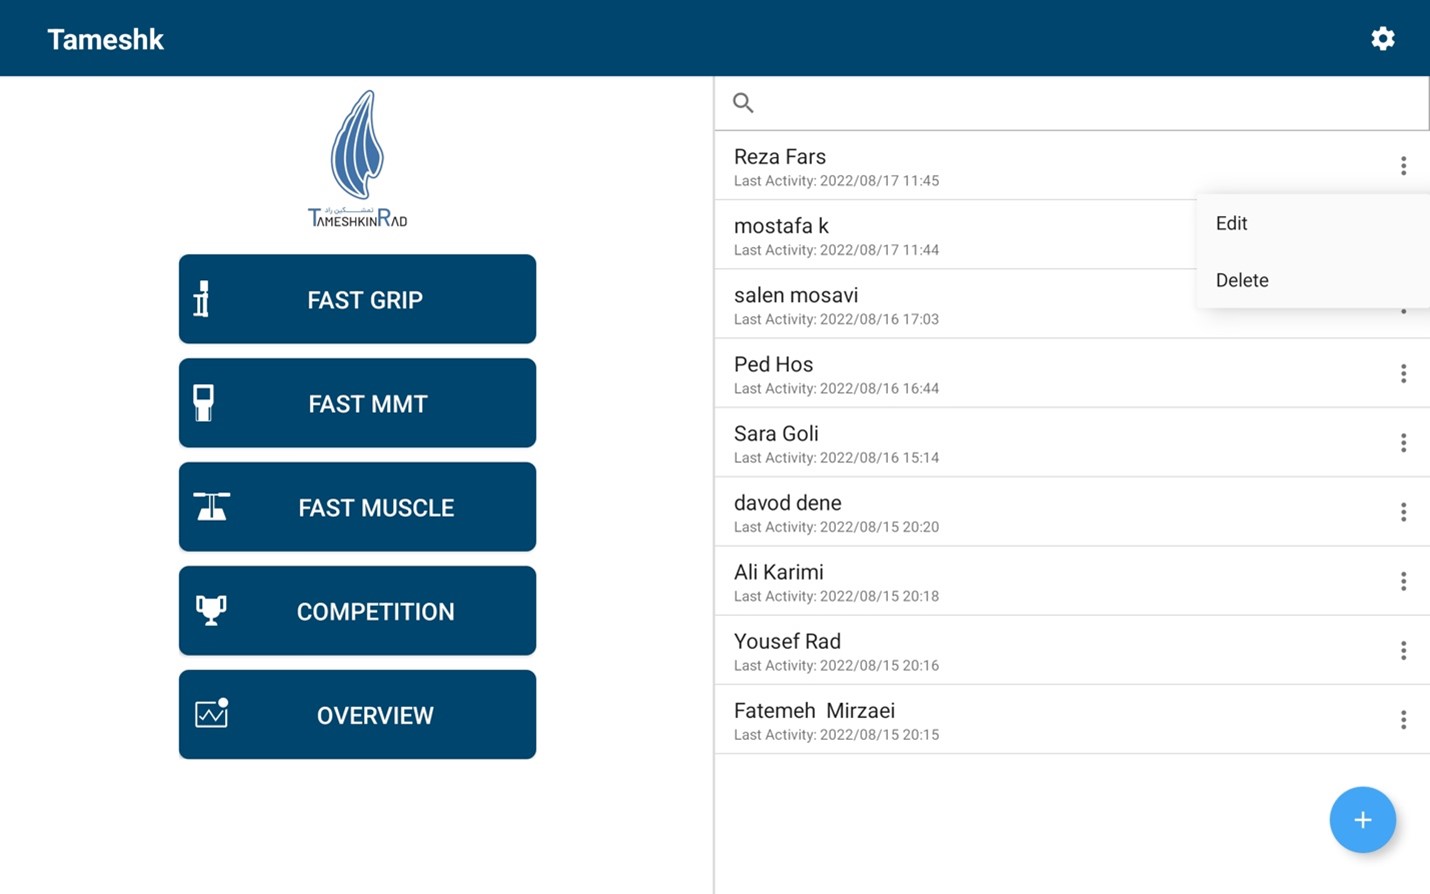 Tameshk
تمشکین راد
TAMESHKINRAD
FAST GRIP
FAST MMT
FAST MUSCLE
COMPETITION
OVERVIEW
Reza Fars
Last Activity: 2022/08/17 11:45
mostafa k
Last Activity: 2022/08/17 11:44
salen mosavi
Last Activity: 2022/08/16 17:03
Ped Hos
Last Activity: 2022/08/16 16:44
Sara Goli
Last Activity: 2022/08/16 15:14
davod dene
Last Activity: 2022/08/15 20:20
Ali Karimi
Last Activity: 2022/08/15 20:18
Yousef Rad
Last Activity: 2022/08/15 20:16
Fatemeh  Mirzaei
Last Activity: 2022/08/15 20:15
Edit
Delete